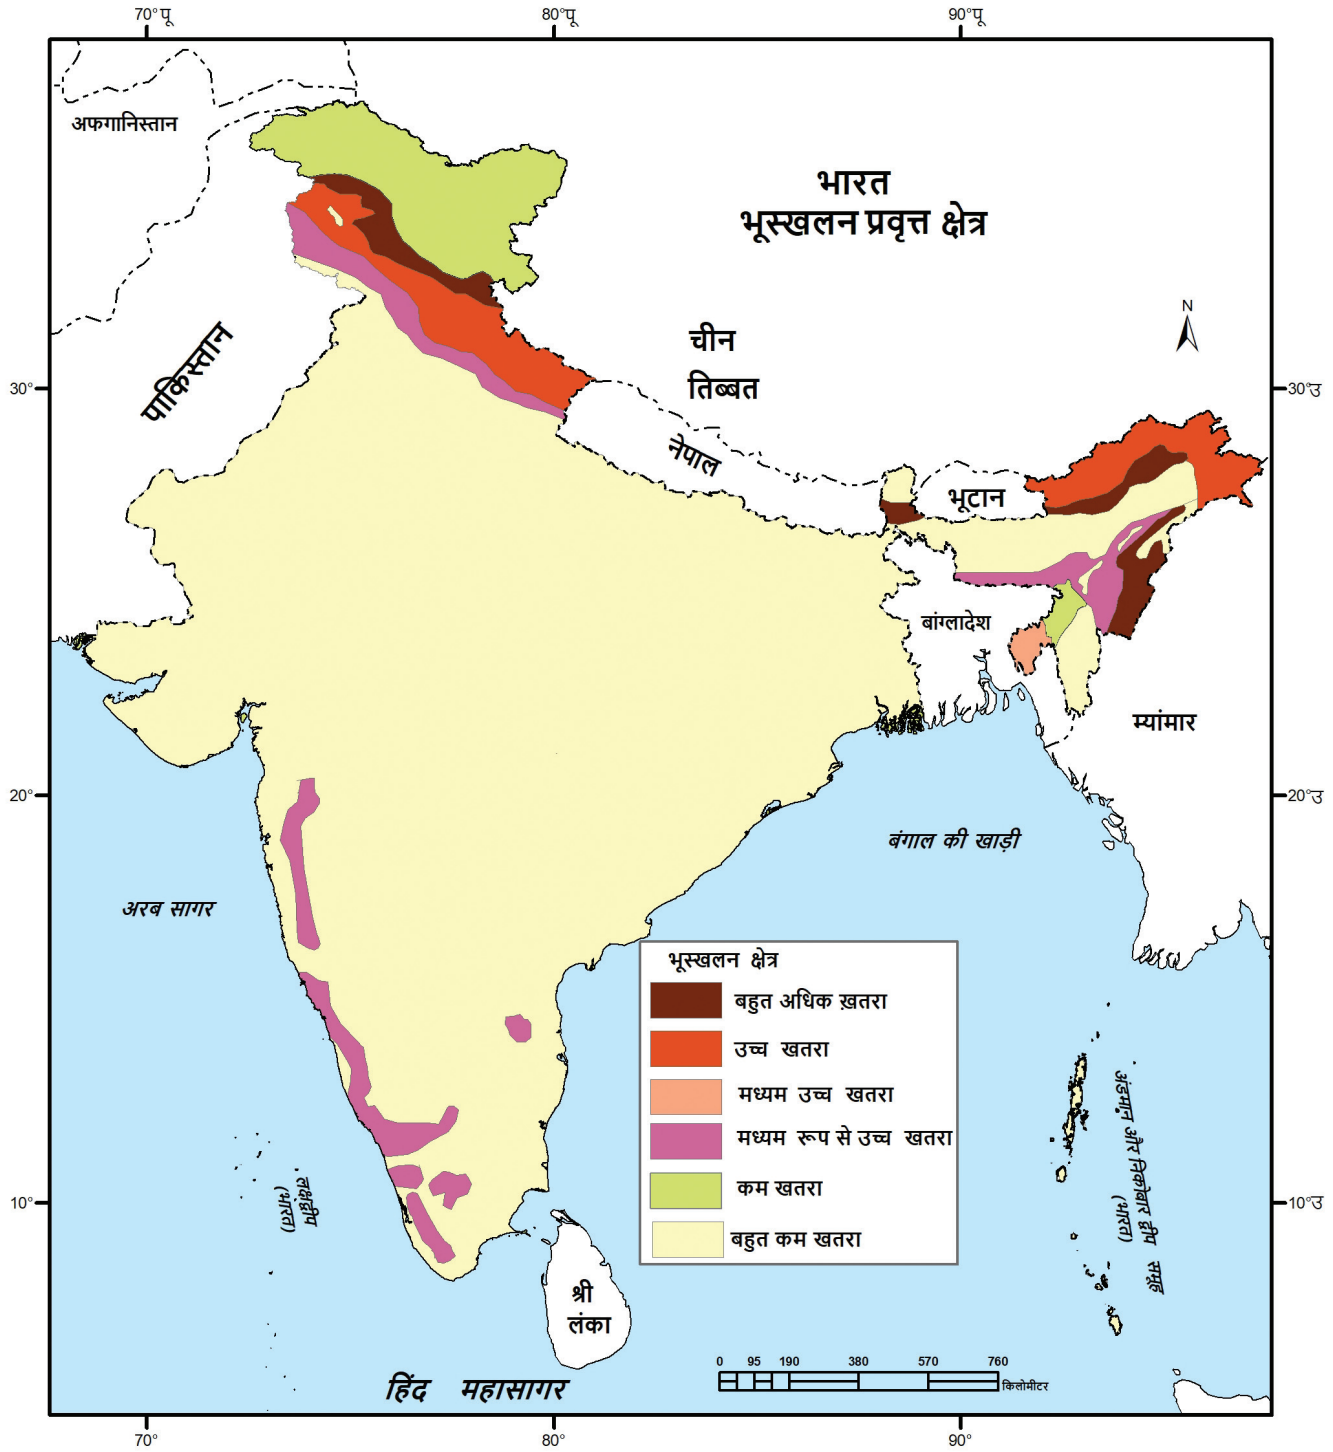 70°पू
80°पू
90°पू
अफगानिस्तान
भारत
भूस्खलन प्रवृत्त क्षेत्र
N
चीन
तिब्बत
पाकिस्तान
30°
30°उ
नेपाल
भूटान
बांग्लादेश
म्यांमार
20°
20°उ
बंगाल की खाड़ी
अरब सागर
भूस्खलन क्षेत्र
बहुत अधिक ख़तरा
उच्च खतरा
मध्यम उच्च खतरा
मध्यम रूप से उच्च खतरा
कम खतरा
बहुत कम खतरा
अंडमान और निकोबार द्वीप समूह
(भारत)
लक्षद्वीप
(भारत)
10°
10°उ
श्री
लंका
हिंद महासागर
0 95 190 380 570 760
किलोमीटर
70°
80°
90°